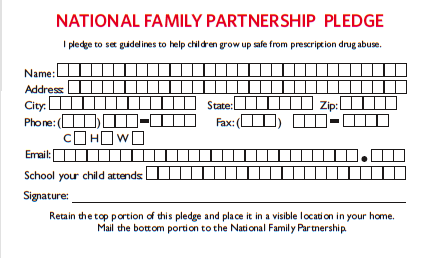 NATIONAL FAMILY PARTNERSHIP PLEDGE
I pledge to set guidelines to help children grow up safe from prescription drug abuse.
Name:
Address:
City: State: Zip:
Phone: ( ) - Fax: ( ) -
C H W
Email: .
School your child attends:
Signature:
Retain the top portion of this pledge and place it in a visible location in your home.
Mail the bottom portion to the National Family Partnership.